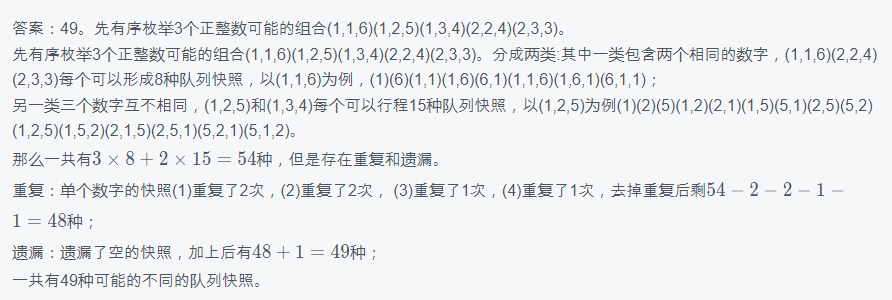 答案：49。先有序枚举3个正整数可能的组合(1,1,6)(1,2,5)(1,3,4)(2,2,4)(2,3,3)。
先有序枚举3个正整数可能的组合(1,1,6)(1,2,5)(1,3,4)(2,2,4)(2,3,3)。分成两类:其中一类包含两个相同的数字，(1,1,6)(2,2,4)
(2,3,3)每个可以形成8种队列快照，以(1,1,6)为例，(1)(6)(1,1)(1,6)(6,1)(1,1,6)(1,6,1)(6,1,1)；
另一类三个数字互不相同，(1,2,5)和(1,3,4)每个可以行程15种队列快照，以(1,2,5)为例(1)(2)(5)(1,2)(2,1)(1,5)(5,1)(2,5)(5,2)
(1,2,5)(1,5,2)(2,1,5)(2,5,1)(5,2,1)(5,1,2)。
那么一共有3 × 8 + 2 × 15 = 54种，但是存在重复和遗漏。
重复：单个数字的快照(1)重复了2次，(2)重复了2次， (3)重复了1次，(4)重复了1次，去掉重复后剩54 − 2 − 2 − 1 −
1 = 48种；
遗漏：遗漏了空的快照，加上后有48 + 1 = 49种；
一共有49种可能的不同的队列快照。